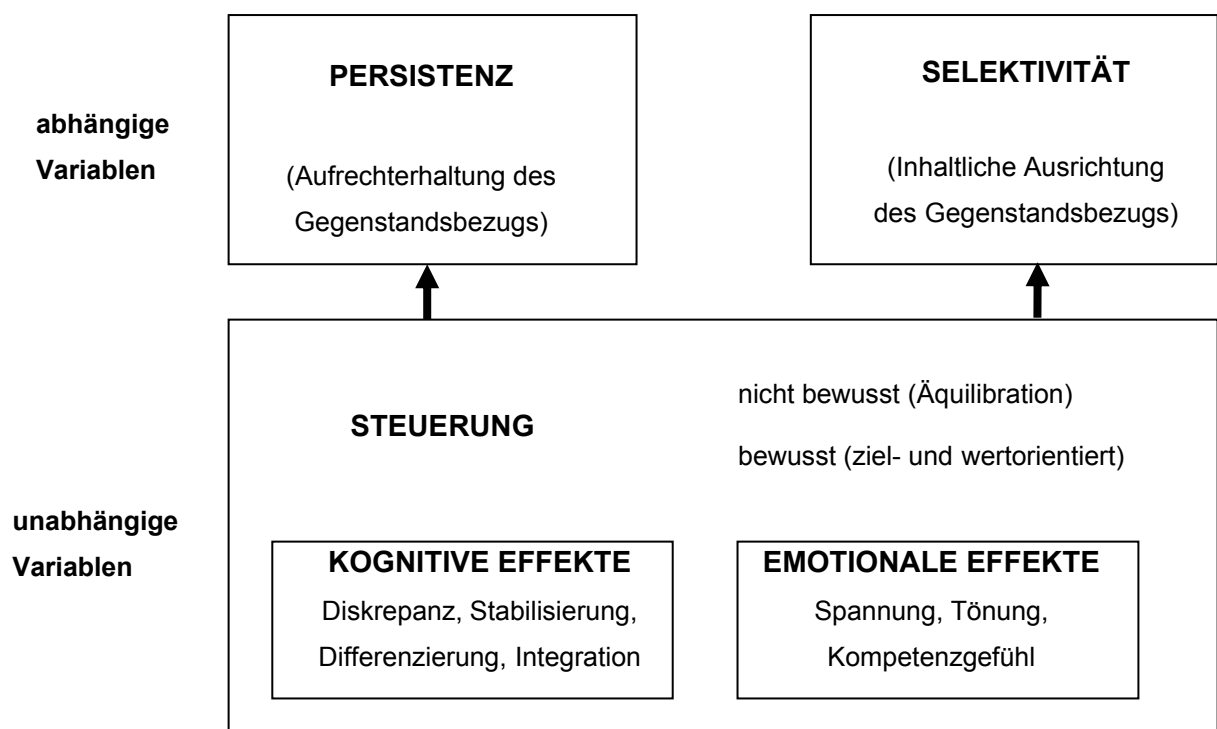 abhängige
Variablen
PERSISTENZ
(Aufrechterhaltung des
Gegenstandsbezugs)
SELEKTIVITÄT
(Inhaltliche Ausrichtung
des Gegenstandsbezugs)
unabhängige
Variablen
STEUERUNG
nicht bewusst (Äquilibration)
bewusst (ziel- und wertorientiert)
KOGNITIVE EFFEKTE
Diskrepanz, Stabilisierung,
Differenzierung, Integration
EMOTIONALE EFFEKTE
Spannung, Tönung,
Kompetenzgefühl